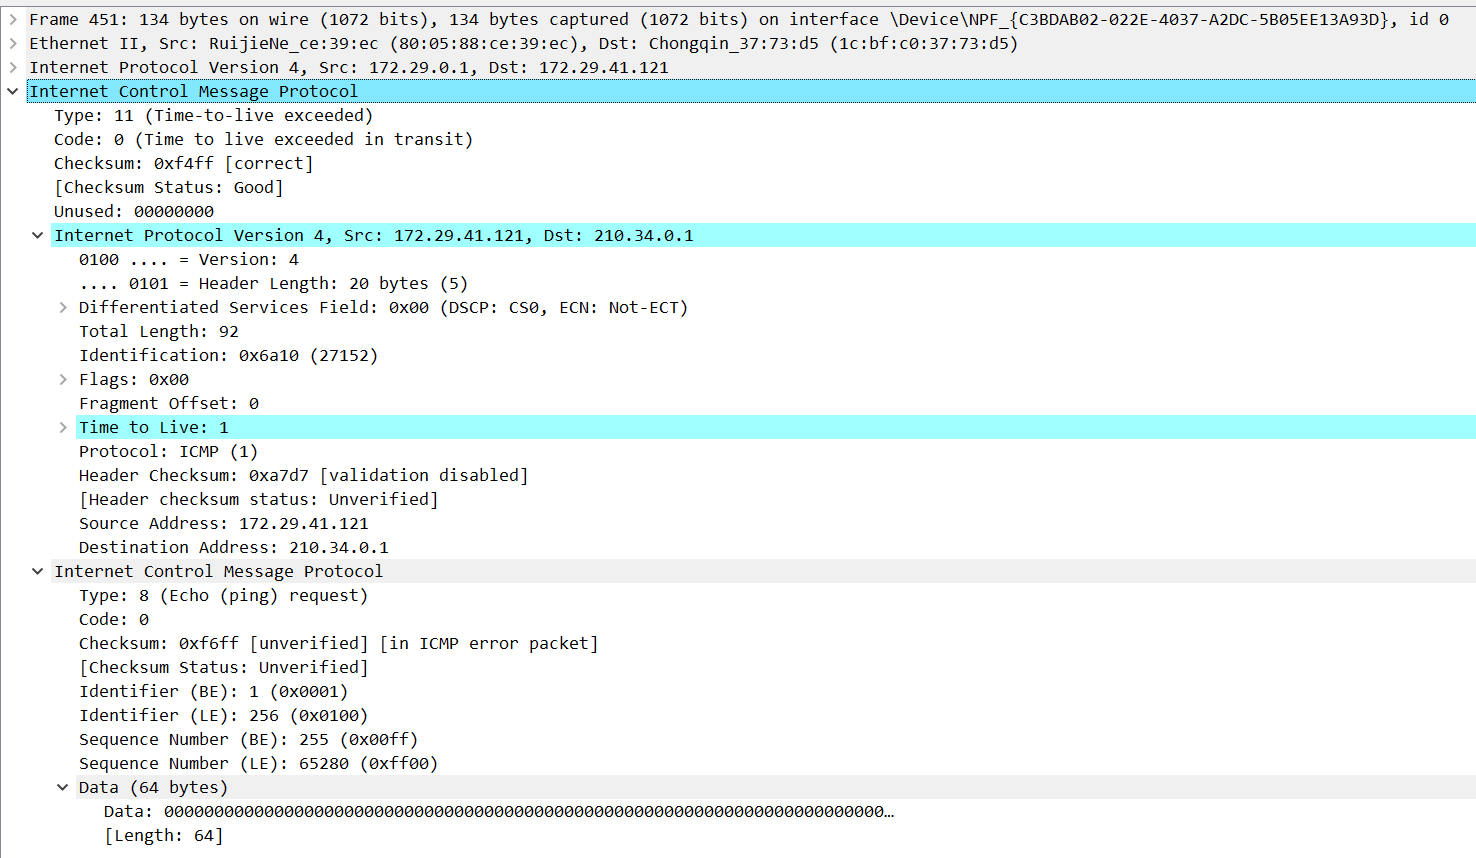 Frame 451: 134 bytes on wire (1072 bits), 134 bytes captured (1072 bits) on interface \Device\NPF_{C3BDAB02-022E-4037-A2DC-5B05EE13A93D}, id 0
Ethernet II, Src: RuijieNe_ce:39:ec (80:05:88:ce:39:ec), Dst: Chongqin_37:73:d5 (1c:bf:c0:37:73:d5)
Internet Protocol Version 4, Src: 172.29.0.1, Dst: 172.29.41.121
Internet Control Message Protocol
Type: 11 (Time-to-live exceeded)
Code: 0 (Time to live exceeded in transit)
Checksum: 0xf4ff [correct]
[Checksum Status: Good]
Unused: 00000000
Internet Protocol Version 4, Src: 172.29.41.121, Dst: 210.34.0.1
0100 .... = Version: 4
.... 0101 = Header Length: 20 bytes (5)
Differentiated Services Field: 0x00 (DSCP: CS0, ECN: Not-ECT)
Total Length: 92
Identification: 0x6a10 (27152)
Flags: 0x00
Fragment Offset: 0
Time to Live: 1
Protocol: ICMP (1)
Header Checksum: 0xa7d7 [validation disabled]
[Header checksum status: Unverified]
Source Address: 172.29.41.121
Destination Address: 210.34.0.1
Internet Control Message Protocol
Type: 8 (Echo (ping) request)
Code: 0
Checksum: 0xf6ff [unverified] [in ICMP error packet]
[Checksum Status: Unverified]
Identifier (BE): 1 (0x0001)
Identifier (LE): 256 (0x0100)
Sequence Number (BE): 255 (0x00ff)
Sequence Number (LE): 65280 (0xff00)
Data (64 bytes)
Data: 000000000000000000000000000000000000000000000000000000000000000000000000…
[Length: 64]